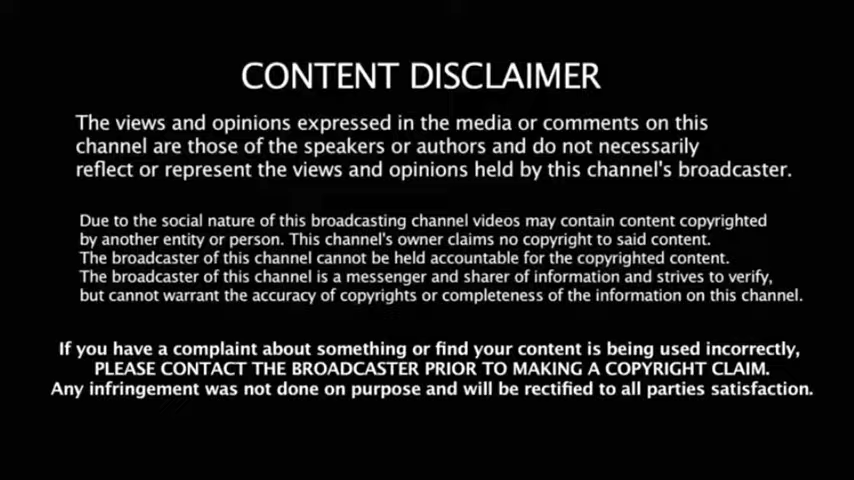 CONTENT DISCLAIMER
The views and opinions expressed in the media or comments on this
channel are those of the speakers or authors and do not necessarily
reflect or represent the views and opinions held by this channel's broadcaster.
Due to the social nature of this broadcasting channel videos may contain content copyrighted
by another entity or person. This channel's owner claims no copyright to said content.
The broadcaster of this channel cannot be held accountable for the copyrighted content.
The broadcaster of this channel is a messenger and sharer of information and strives to verify,
but cannot warrant the accuracy of copyrights or completeness of the information on this channel.
If you have a complaint about something or find your content is being used incorrectly,
PLEASE CONTACT THE BROADCASTER PRIOR TO MAKING A COPYRIGHT CLAIM.
Any infringement was not done on purpose and will be rectified to all parties satisfaction.